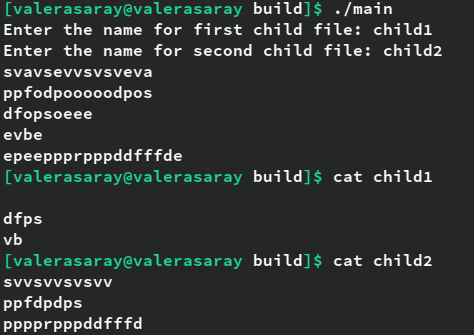 [valerasaray@valerasaray build]$ ./main
Enter the name for first child file: child1
Enter the name for second child file: child2
svavsevvsvsveva
ppfodpooooodpos
dfopsoeee
evbe
epeeppprpppddfffde
[valerasaray@valerasaray build]$ cat child1
dfps
vb
[valerasaray@valerasaray build]$ cat child2
svvsvvsvsvv
ppfdpdps
pppprpppddfffd